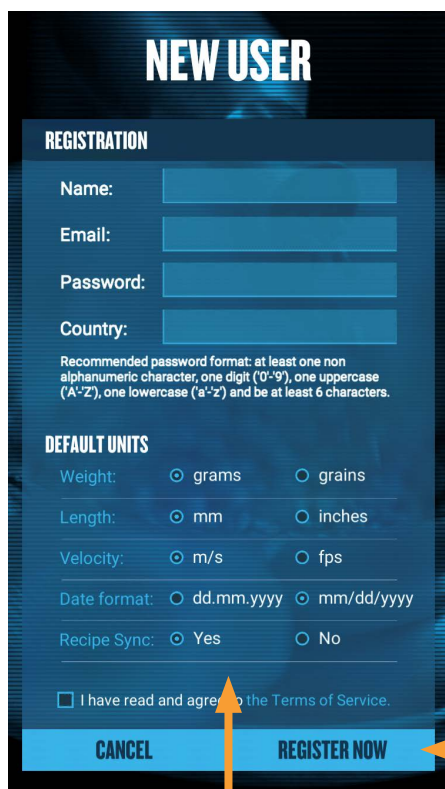 NEW USER
REGISTRATION
Name:
Email:
Password:
Country:
Recommended password format: at least one non
alphanumeric character, one digit ('0'-'9'), one uppercase
('A'-'Z'), one lowercase ('a'-'z') and be at least 6 characters.
DEFAULT UNITS
Weight: grams grains
Length: mm inches
Velocity: m/s fps
Date format: dd.mm.yyyy mm/dd/yyyy
Recipe Sync: Yes No
I have read and agree to the Terms of Service.
CANCEL REGISTER NOW